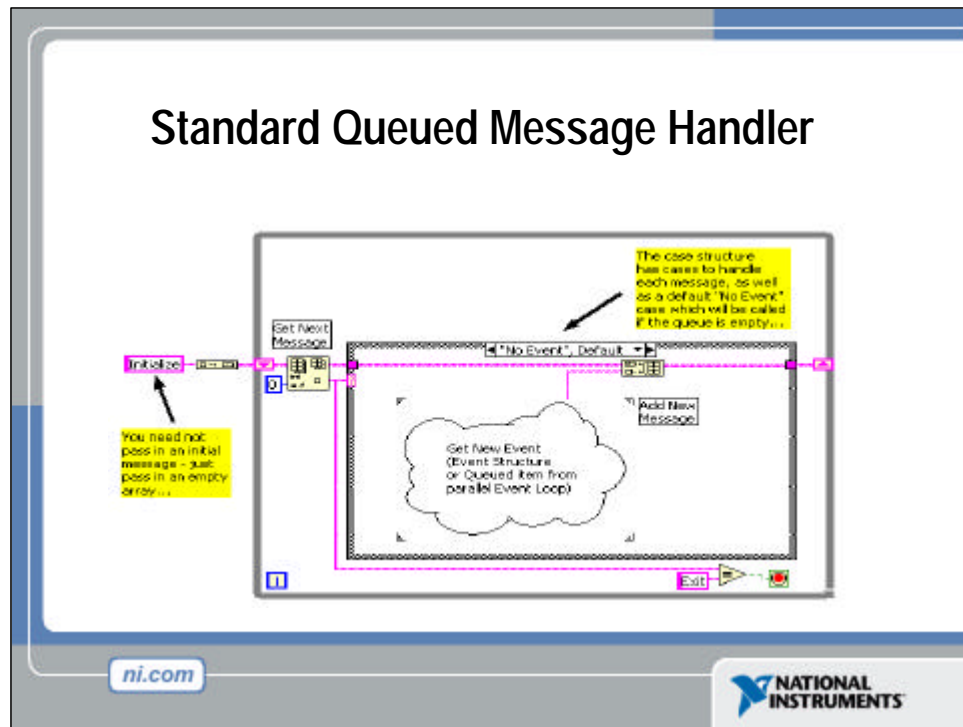 Standard Queued Message Handler
The case structure
has cases to handle
each message, as well
as a default "No Event"
case which will be called
if the queue is empty...
Get Next
Message
"No Event", Default
Initialize
0
Add New
Message
You need not
pass in an initial
message - just
pass in an empty
array...
Get New Event
(Event Structure
or Queued item from
parallel Event Loop)
i
Exit
ni.com
NATIONAL
INSTRUMENTS